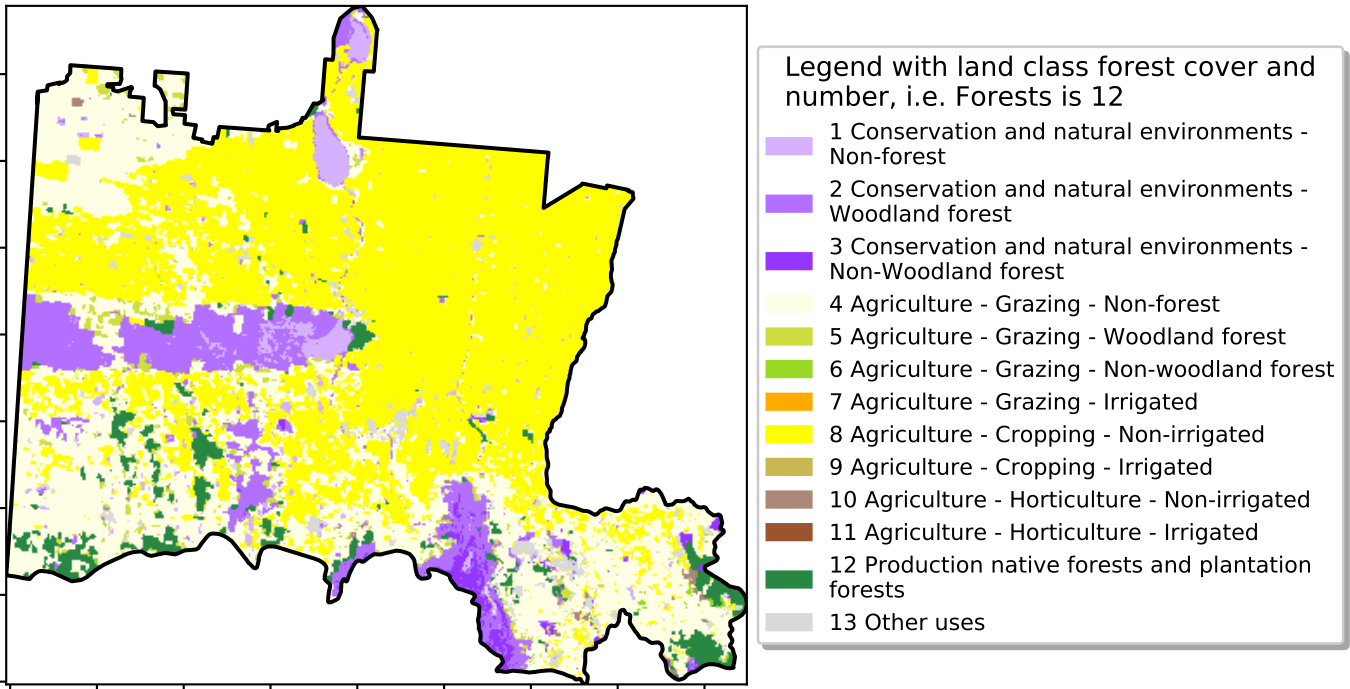 Legend with land class forest cover and
number, i.e. Forests is 12
1 Conservation and natural environments -
Non-forest
2 Conservation and natural environments -
Woodland forest
3 Conservation and natural environments -
Non-Woodland forest
4 Agriculture - Grazing - Non-forest
5 Agriculture - Grazing - Woodland forest
6 Agriculture - Grazing - Non-woodland forest
7 Agriculture - Grazing - Irrigated
8 Agriculture - Cropping - Non-irrigated
9 Agriculture - Cropping - Irrigated
10 Agriculture - Horticulture - Non-irrigated
11 Agriculture - Horticulture - Irrigated
12 Production native forests and plantation
forests
13 Other uses